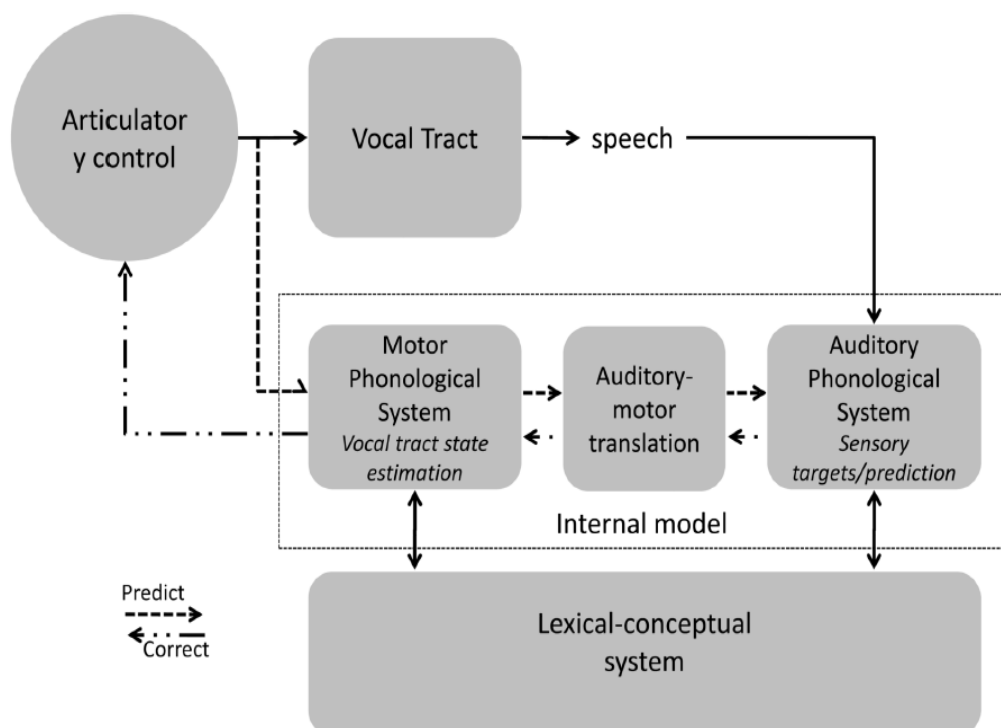 Articulator
y control
Vocal Tract
speech
Motor
Phonological
System
Vocal tract state
estimation
Auditory-
motor
translation
Auditory
Phonological
System
Sensory
targets/prediction
Internal model
Predict
Correct
Lexical-conceptual
system